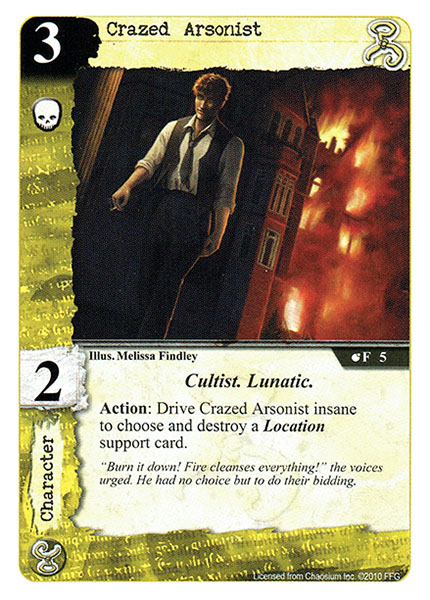 3
Crazed Arsonist
Illus. Melissa Findley
F 5
2
Cultist. Lunatic.
Action: Drive Crazed Arsonist insane
to choose and destroy a Location
support card.
"Burn it down! Fire cleanses everything!" the voices
urged. He had no choice but to do their bidding.
Character
Licensed from Chaosium Inc. ©2010 FFG